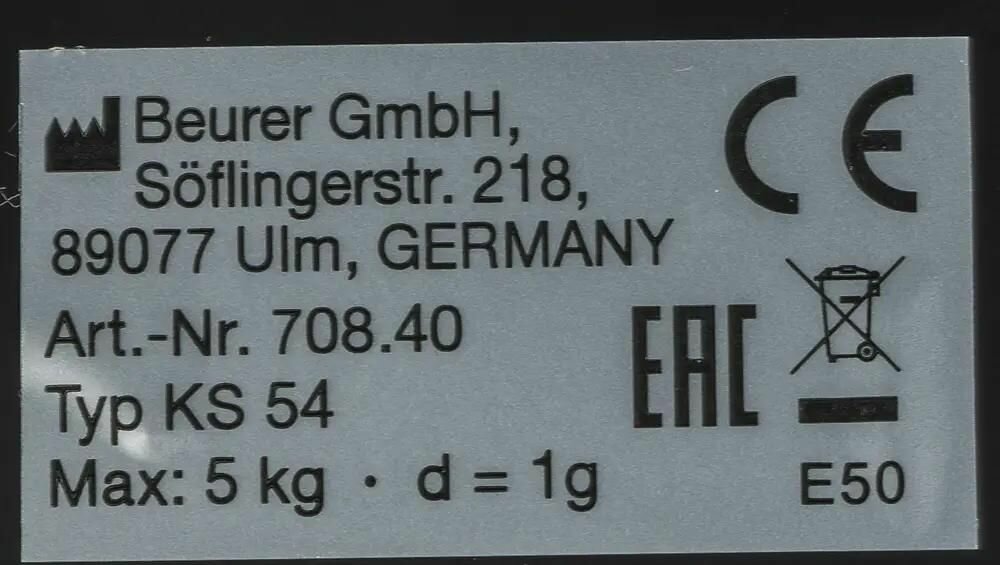 Beurer GmbH,
Söflingerstr. 218,
89077 Ulm, GERMANY
Art.-Nr. 708.40
Typ KS 54
Max: 5 kg · d = 1g
CE
EAC
E50